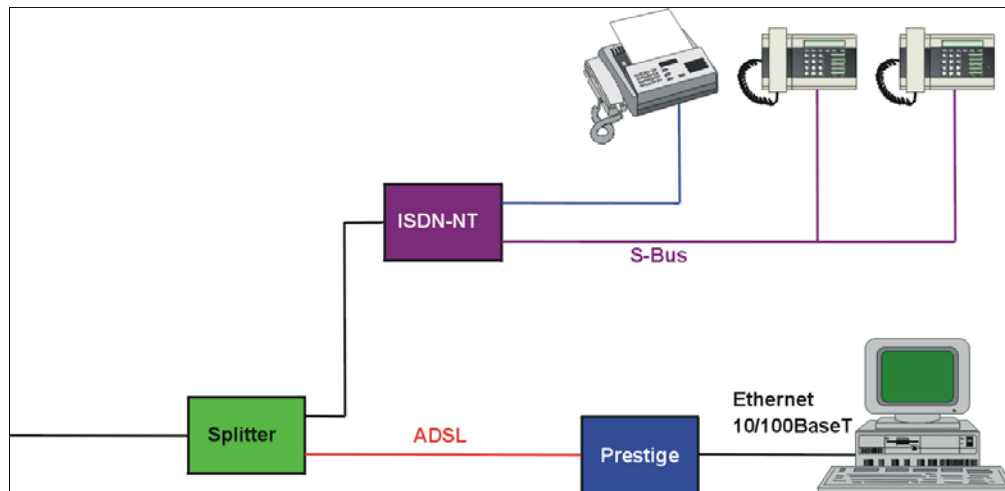 ISDN-NT
S-Bus
Splitter
ADSL
Prestige
Ethernet
10/100BaseT